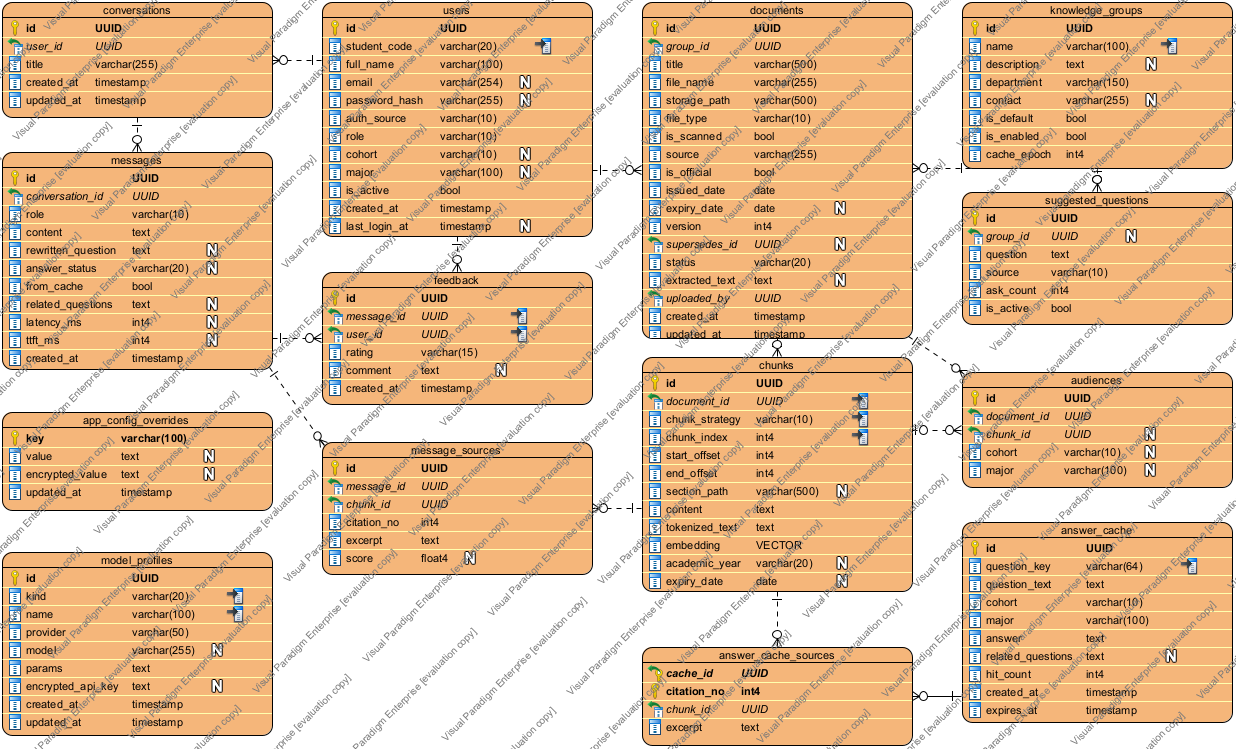 conversations
id UUID
user_id UUID
title varchar(255)
created_at timestamp
updated_at timestamp
users
id UUID
student_code varchar(20)
full_name varchar(100)
email varchar(254) N
password_hash varchar(255) N
auth_source varchar(10)
role varchar(10)
cohort varchar(10) N
major varchar(100) N
is_active bool
created_at timestamp
last_login_at timestamp N
documents
id UUID
group_id UUID
title varchar(500)
file_name varchar(255)
storage_path varchar(500)
file_type varchar(10)
is_scanned bool
source varchar(255)
is_official bool
issued_date date
expiry_date date N
version int4
supersedes_id UUID N
status varchar(20)
extracted_text text N
uploaded_by UUID
created_at timestamp
updated_at timestamp
knowledge_groups
id UUID
name varchar(100)
description text N
department varchar(150)
contact varchar(255) N
is_default bool
is_enabled bool
cache_epoch int4
messages
id UUID
conversation_id UUID
role varchar(10)
content text
rewritten_question text N
answer_status varchar(20) N
from_cache bool
related_questions text N
latency_ms int4 N
ttft_ms int4 N
created_at timestamp
feedback
id UUID
message_id UUID
user_id UUID
rating varchar(15)
comment text N
created_at timestamp
suggested_questions
id UUID
group_id UUID N
question text
source varchar(10)
ask_count int4
is_active bool
chunks
id UUID
document_id UUID
chunk_strategy varchar(10)
chunk_index int4
start_offset int4
end_offset int4
section_path varchar(500) N
content text
tokenized_text text
embedding VECTOR
academic_year varchar(20) N
expiry_date date N
audiences
id UUID
document_id UUID
chunk_id UUID N
cohort varchar(10) N
major varchar(100) N
app_config_overrides
key varchar(100)
value text N
encrypted_value text N
updated_at timestamp
message_sources
id UUID
message_id UUID
chunk_id UUID
citation_no int4
excerpt text
score float4 N
model_profiles
id UUID
kind varchar(20)
name varchar(100)
provider varchar(50)
model varchar(255) N
params text
encrypted_api_key text N
created_at timestamp
updated_at timestamp
answer_cache_sources
cache_id UUID
citation_no int4
chunk_id UUID
excerpt text
answer_cache
id UUID
question_key varchar(64)
question_text text
cohort varchar(10)
major varchar(100)
answer text
related_questions text N
hit_count int4
created_at timestamp
expires_at timestamp
Visual Paradigm Enterprise [evaluation copy]